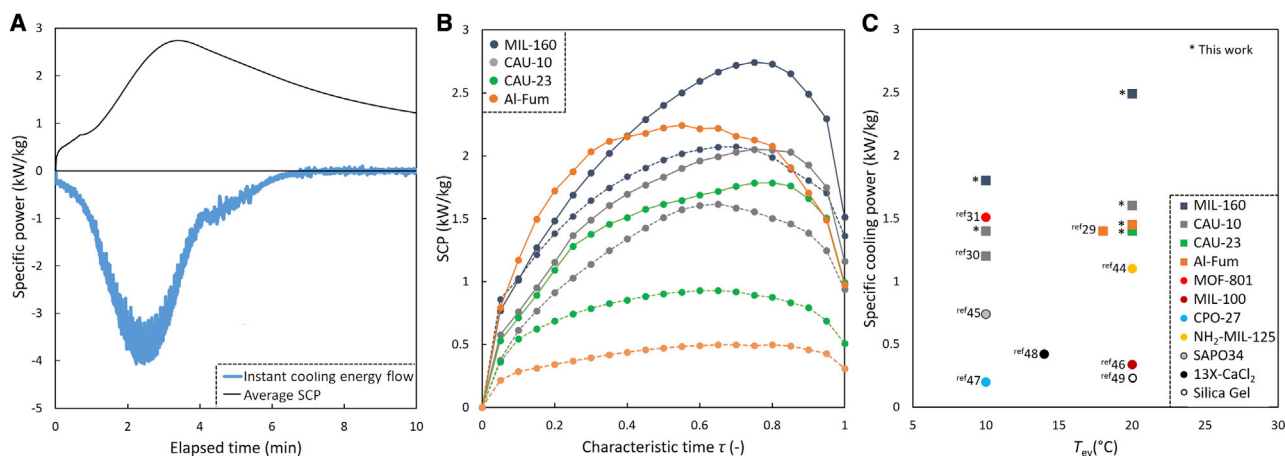 A
3
2
1
0
-1
-2
-3
-4
-5
Specific power (kW/kg)
Instant cooling energy flow
Average SCP
0
2
4
6
8
10
Elapsed time (min)
B
3
2.5
2
1.5
1
0.5
0
SCP (kW/kg)
MIL-160
CAU-10
CAU-23
Al-Fum
0
0.2
0.4
0.6
0.8
1
Characteristic time τ (-)
C
3
2.5
2
1.5
1
0.5
0
Specific cooling power (kW/kg)
* This work
*
*
ref31
*
ref30
ref45
ref47
ref48
ref29
*
*
*
ref44
ref46
ref49
MIL-160
CAU-10
CAU-23
Al-Fum
MOF-801
MIL-100
CPO-27
NH₂-MIL-125
SAPO34
13X-CaCl₂
Silica Gel
5
10
15
20
25
30
Tev(°C)